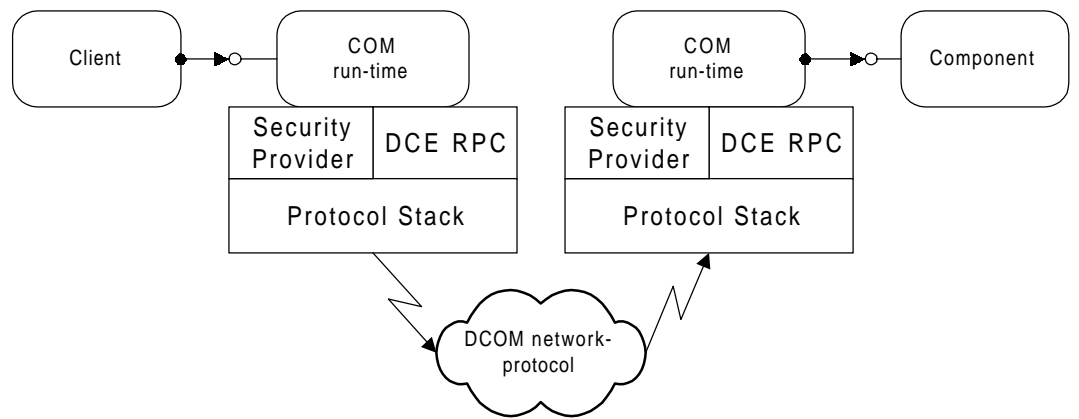 Client
COM
run-time
COM
run-time
Component
Security
Provider
DCE RPC
Security
Provider
DCE RPC
Protocol Stack
Protocol Stack
DCOM network-
protocol